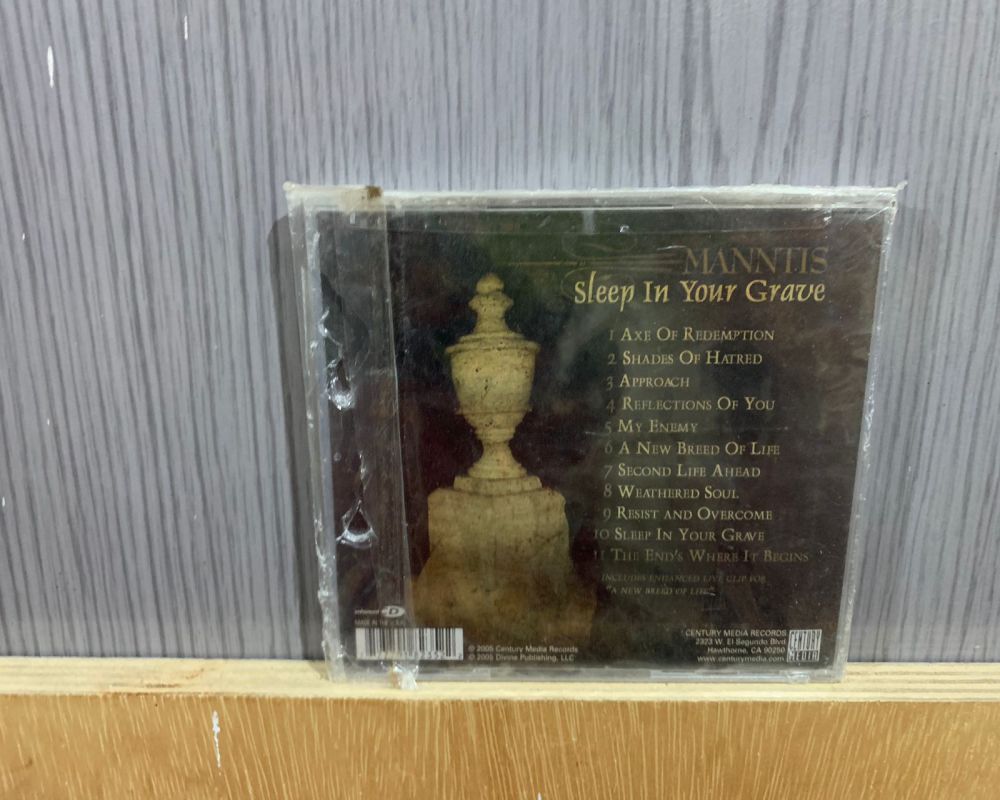 MANNTIS
Sleep In Your Grave
1 Axe Of Redemption
2 Shades Of Hatred
3 Approach
4 Reflections Of You
5 My Enemy
6 A New Breed Of Life
7 Second Life Ahead
8 Weathered Soul
9 Resist and Overcome
10 Sleep In Your Grave
11 The End's Where It Begins
INCLUDES ENHANCED LIVE CLIP FOR
"A NEW BREED OF LIFE"
enhanced CD
MADE IN THE U.S.A.
℗ 2005 Century Media Records
© 2005 Divine Publishing, LLC
CENTURY MEDIA RECORDS
2323 W. El Segundo Blvd
Hawthorne, CA 90250
www.centurymedia.com
CENTURY
MEDIA